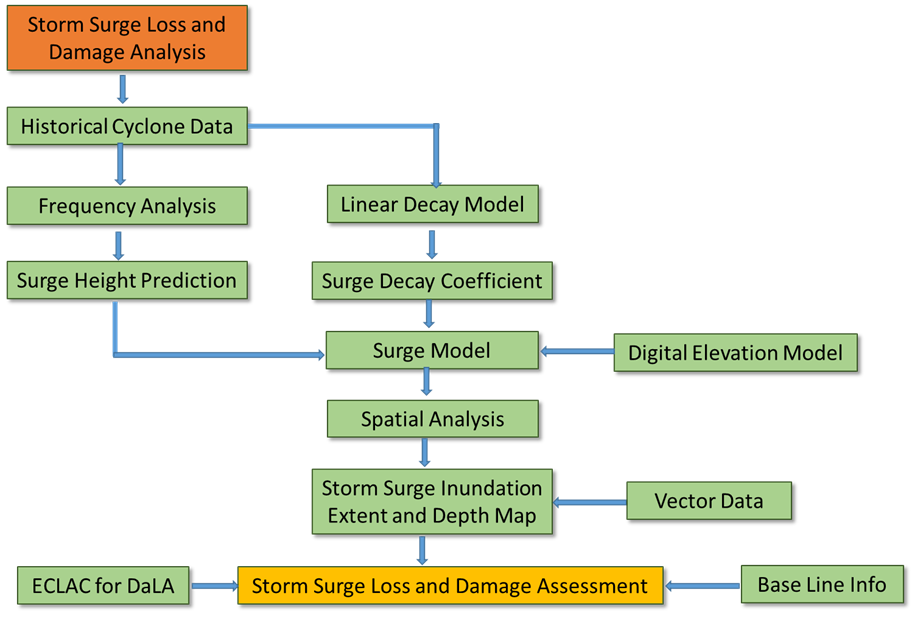 Storm Surge Loss and
Damage Analysis
Historical Cyclone Data
Frequency Analysis
Linear Decay Model
Surge Height Prediction
Surge Decay Coefficient
Surge Model
Digital Elevation Model
Spatial Analysis
Storm Surge Inundation
Extent and Depth Map
Vector Data
ECLAC for DaLA
Storm Surge Loss and Damage Assessment
Base Line Info